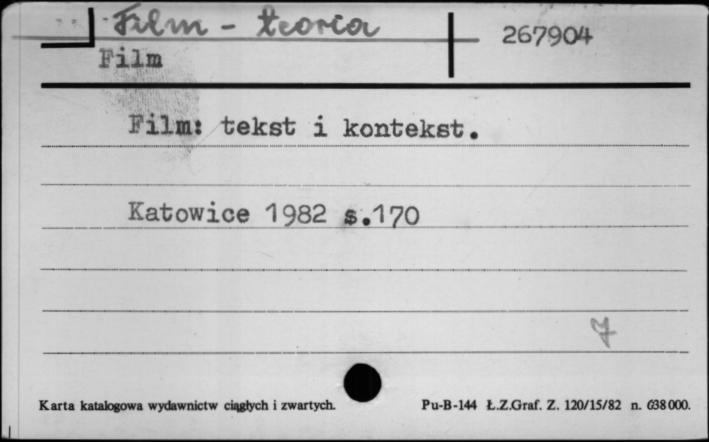 Film - teoria
267904
Film
Film: tekst i kontekst.
Katowice 1982 s.170
7
Karta katalogowa wydawnictw ciągłych i zwartych. Pu-B-144 Ł.Z.Graf. Z. 120/15/82 n. 638000.